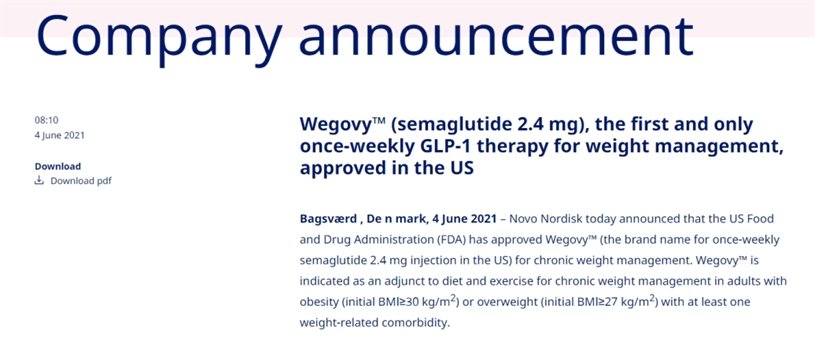 Company announcement
08:10
4 June 2021
Download
Download pdf
Wegovy™ (semaglutide 2.4 mg), the first and only
once-weekly GLP-1 therapy for weight management,
approved in the US
Bagsværd , De n mark, 4 June 2021 – Novo Nordisk today announced that the US Food
and Drug Administration (FDA) has approved Wegovy™ (the brand name for once-weekly
semaglutide 2.4 mg injection in the US) for chronic weight management. Wegovy™ is
indicated as an adjunct to diet and exercise for chronic weight management in adults with
obesity (initial BMI≥30 kg/m²) or overweight (initial BMI≥27 kg/m²) with at least one
weight-related comorbidity.